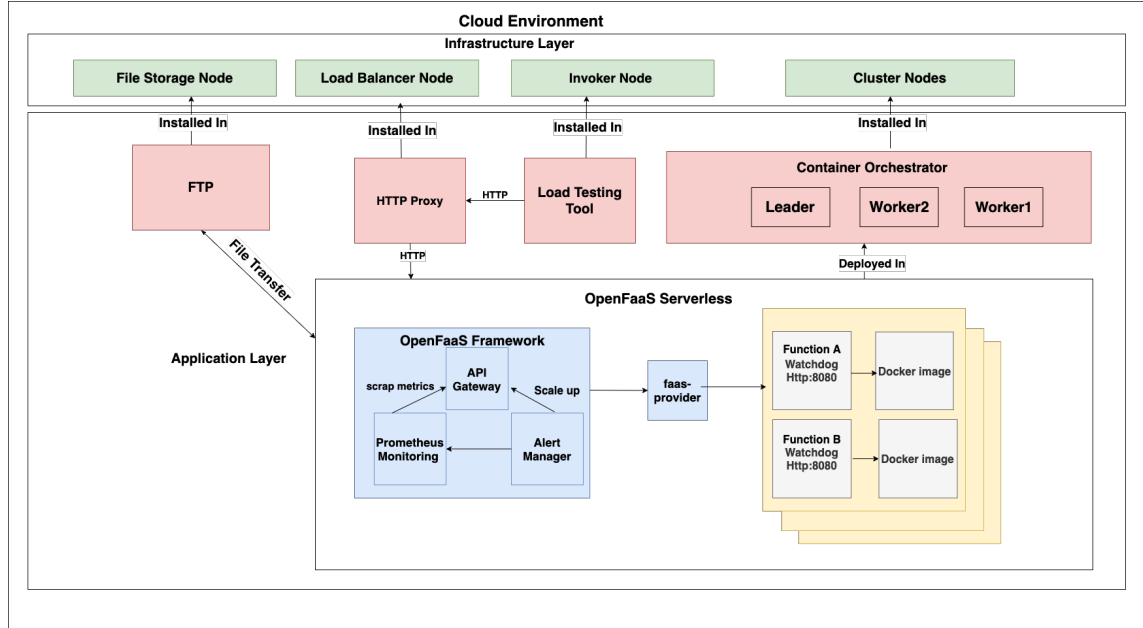 Cloud Environment
Infrastructure Layer
File Storage Node
Load Balancer Node
Invoker Node
Cluster Nodes
Installed In
Installed In
Installed In
Installed In
FTP
HTTP Proxy
HTTP
Load Testing
Tool
Container Orchestrator
Leader
Worker2
Worker1
File Transfer
HTTP
Deployed In
Application Layer
OpenFaaS Serverless
OpenFaaS Framework
API
Gateway
scrap metrics
Scale up
Prometheus
Monitoring
Alert
Manager
faas-
provider
Function A
Watchdog
Http:8080
Docker image
Function B
Watchdog
Http:8080
Docker image